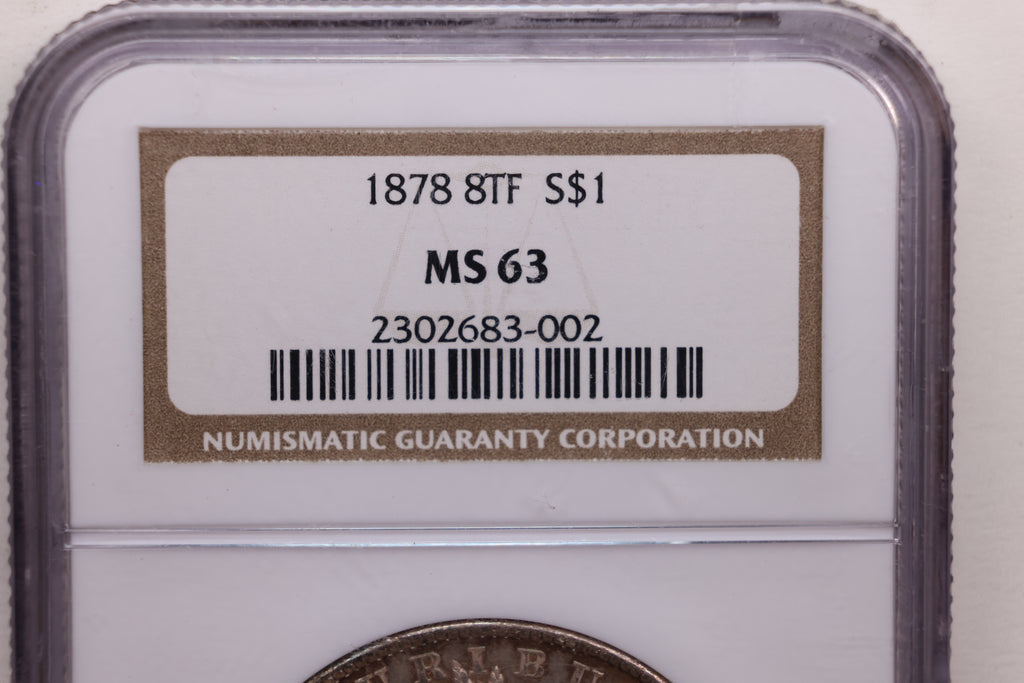 1878 8TF S$1
MS 63
2302683-002
NUMISMATIC GUARANTY CORPORATION